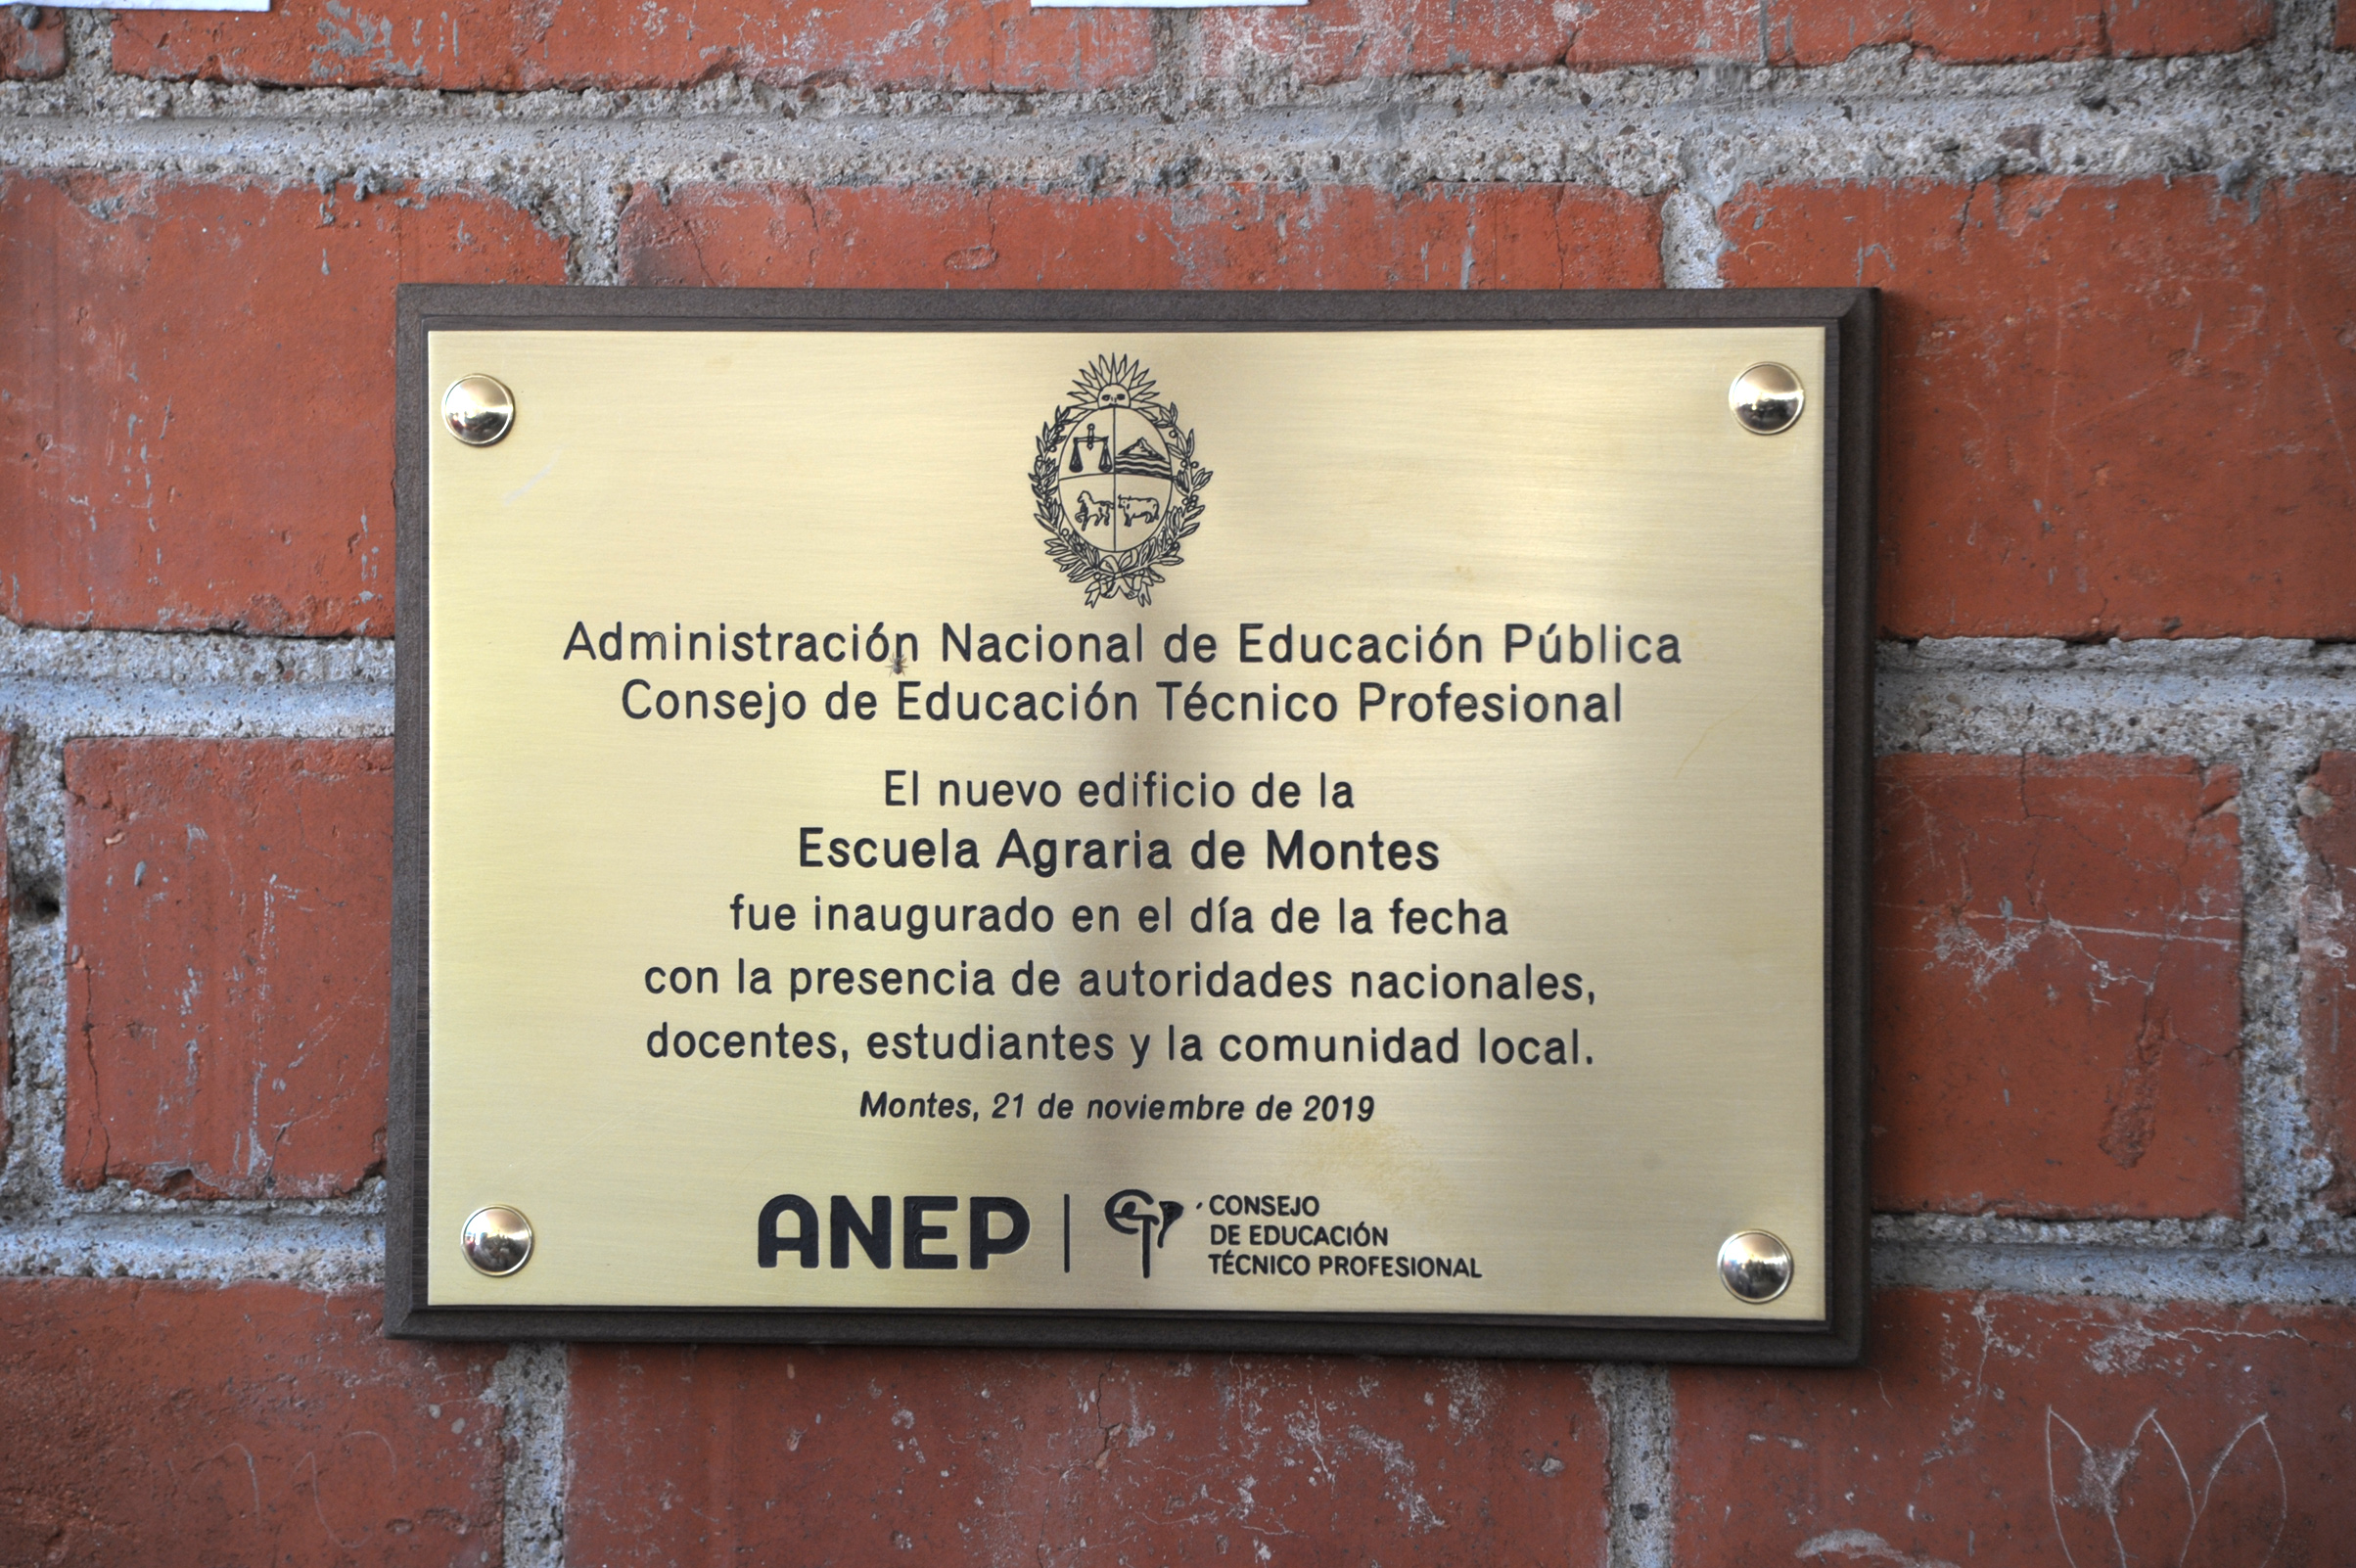 Administración Nacional de Educación Pública
Consejo de Educación Técnico Profesional
El nuevo edificio de la
Escuela Agraria de Montes
fue inaugurado en el día de la fecha
con la presencia de autoridades nacionales,
docentes, estudiantes y la comunidad local.
Montes, 21 de noviembre de 2019
ANEP
CONSEJO
DE EDUCACIÓN
TÉCNICO PROFESIONAL